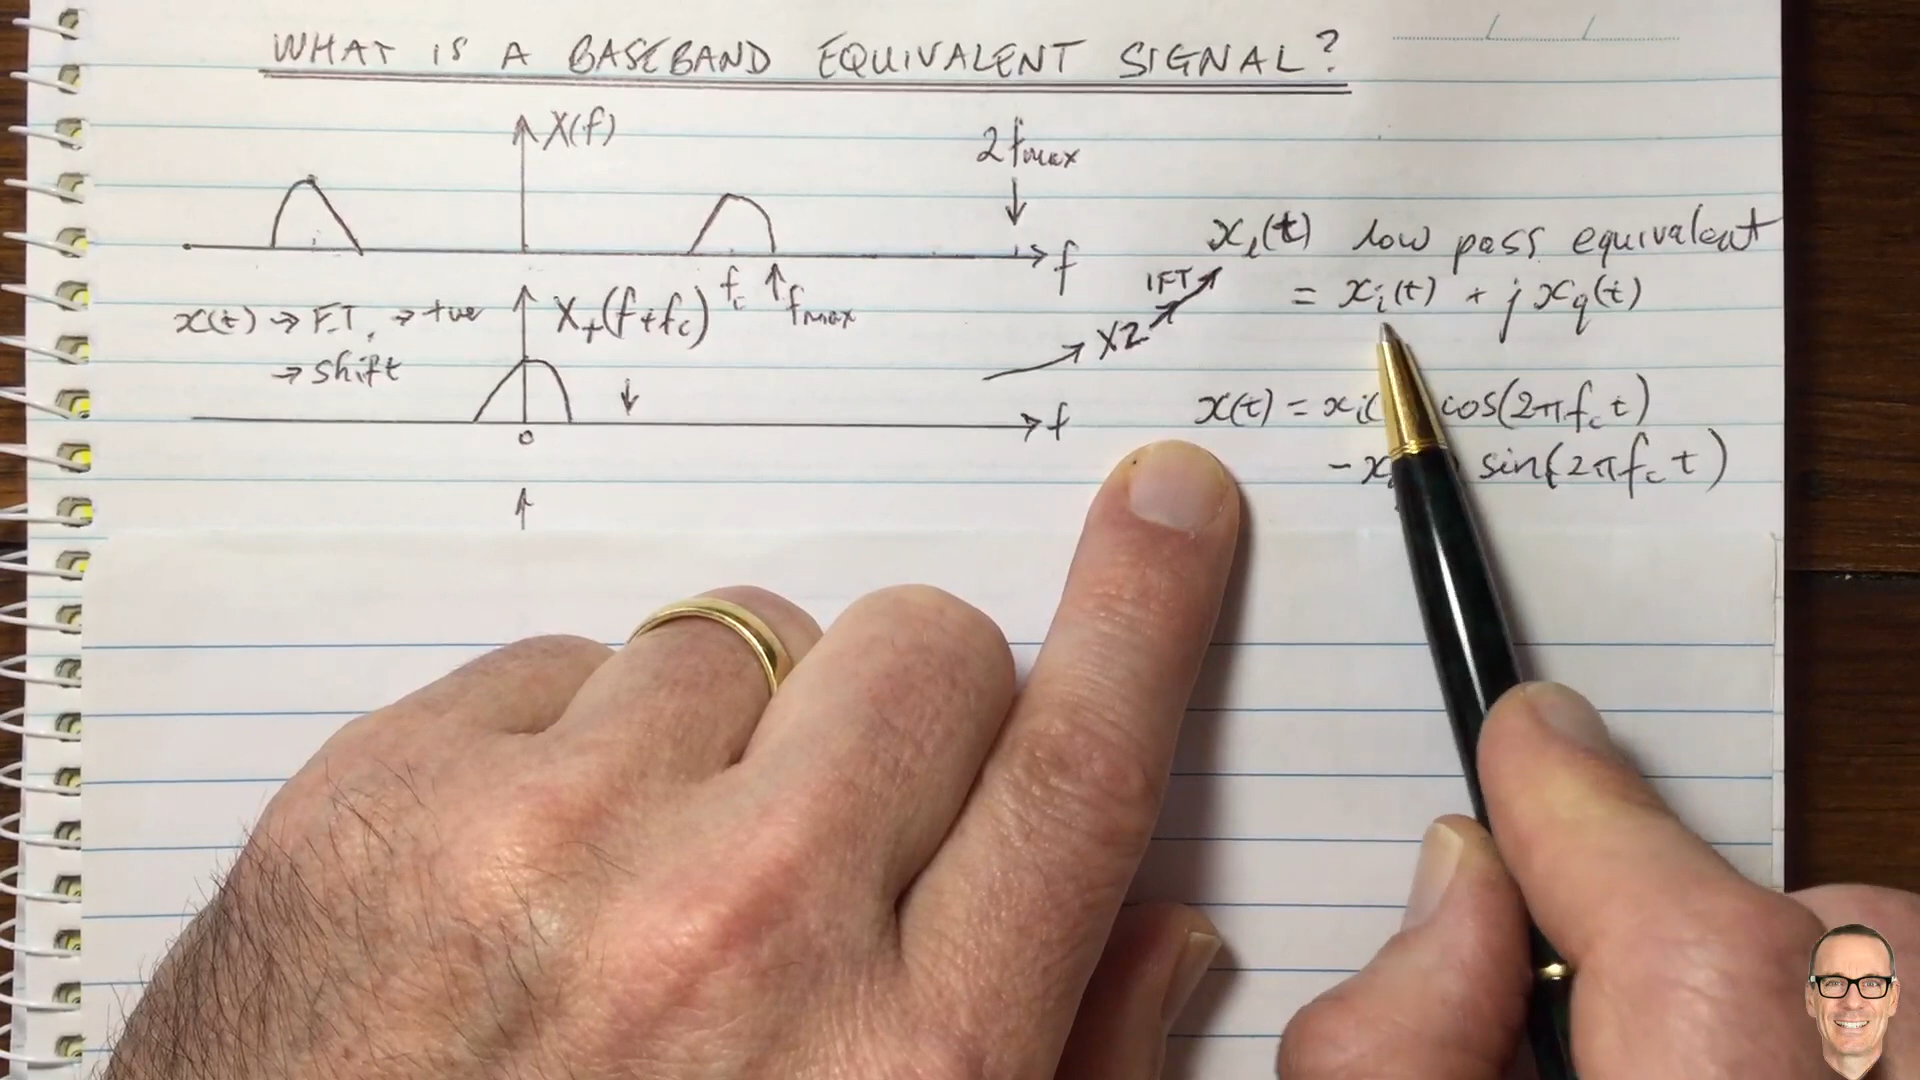 WHAT IS A BASEBAND EQUIVALENT SIGNAL?
X(f)
2fmax
f
fc
fmax
x(t) → F.T. → +ve
→ shift
X+(f+fc)
0
f
X2
IFT
xl(t) low pass equivalent
= xi(t) + j xq(t)
x(t) = xi( cos(2πfct)
-x sin(2πfct)